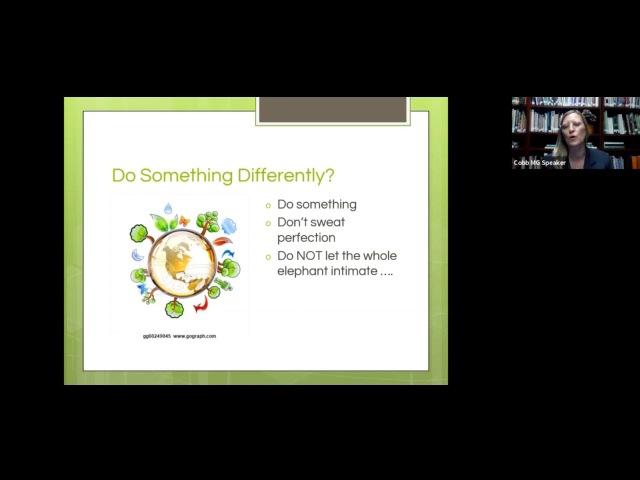 Do Something Differently?
Do something
Don't sweat
perfection
Do NOT let the whole
elephant intimate ....
gg60249045 www.gograph.com
Cobb MG Speaker